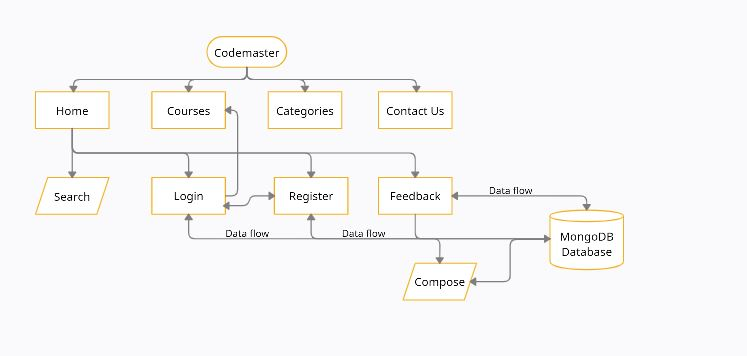 Codemaster
Home
Courses
Categories
Contact Us
Search
Login
Register
Feedback
Data flow
Data flow
Data flow
MongoDB
Database
Compose